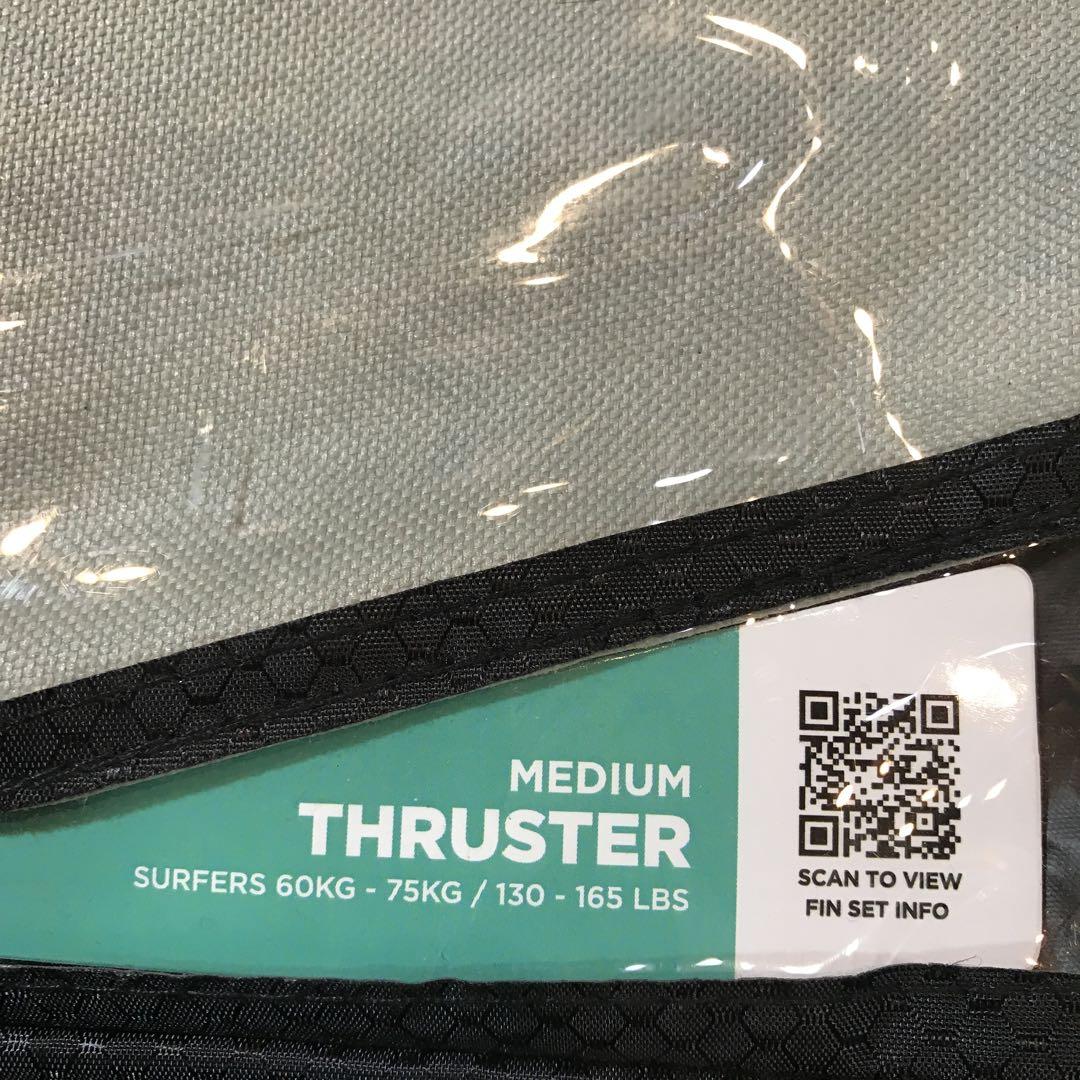 MEDIUM
THRUSTER
SURFERS 60KG - 75KG / 130 - 165 LBS
SCAN TO VIEW
FIN SET INFO